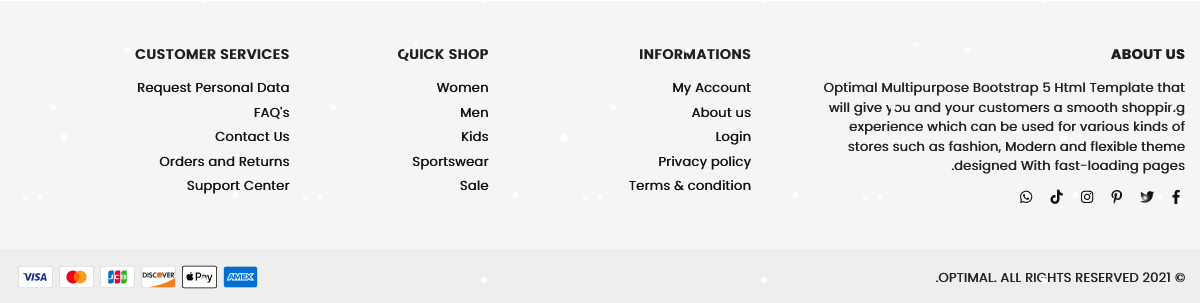 ABOUT US
Optimal Multipurpose Bootstrap 5 Html Template that
will give you and your customers a smooth shopping
experience which can be used for various kinds of
stores such as fashion, Modern and flexible theme
.designed With fast-loading pages
INFORMATIONS
My Account
About us
Login
Privacy policy
Terms & condition
QUICK SHOP
Women
Men
Kids
Sportswear
Sale
CUSTOMER SERVICES
Request Personal Data
FAQ's
Contact Us
Orders and Returns
Support Center
.OPTIMAL. ALL RIGHTS RESERVED 2021 ©
VISA
JCB
DISCOVER
Pay
AMEX